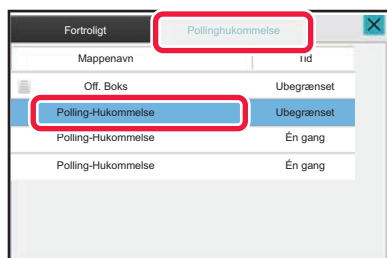 Fortroligt Pollinghukommelse
Mappenavn Tid
Off. Boks Ubegrænset
Polling-Hukommelse Ubegrænset
Polling-Hukommelse Én gang
Polling-Hukommelse Én gang